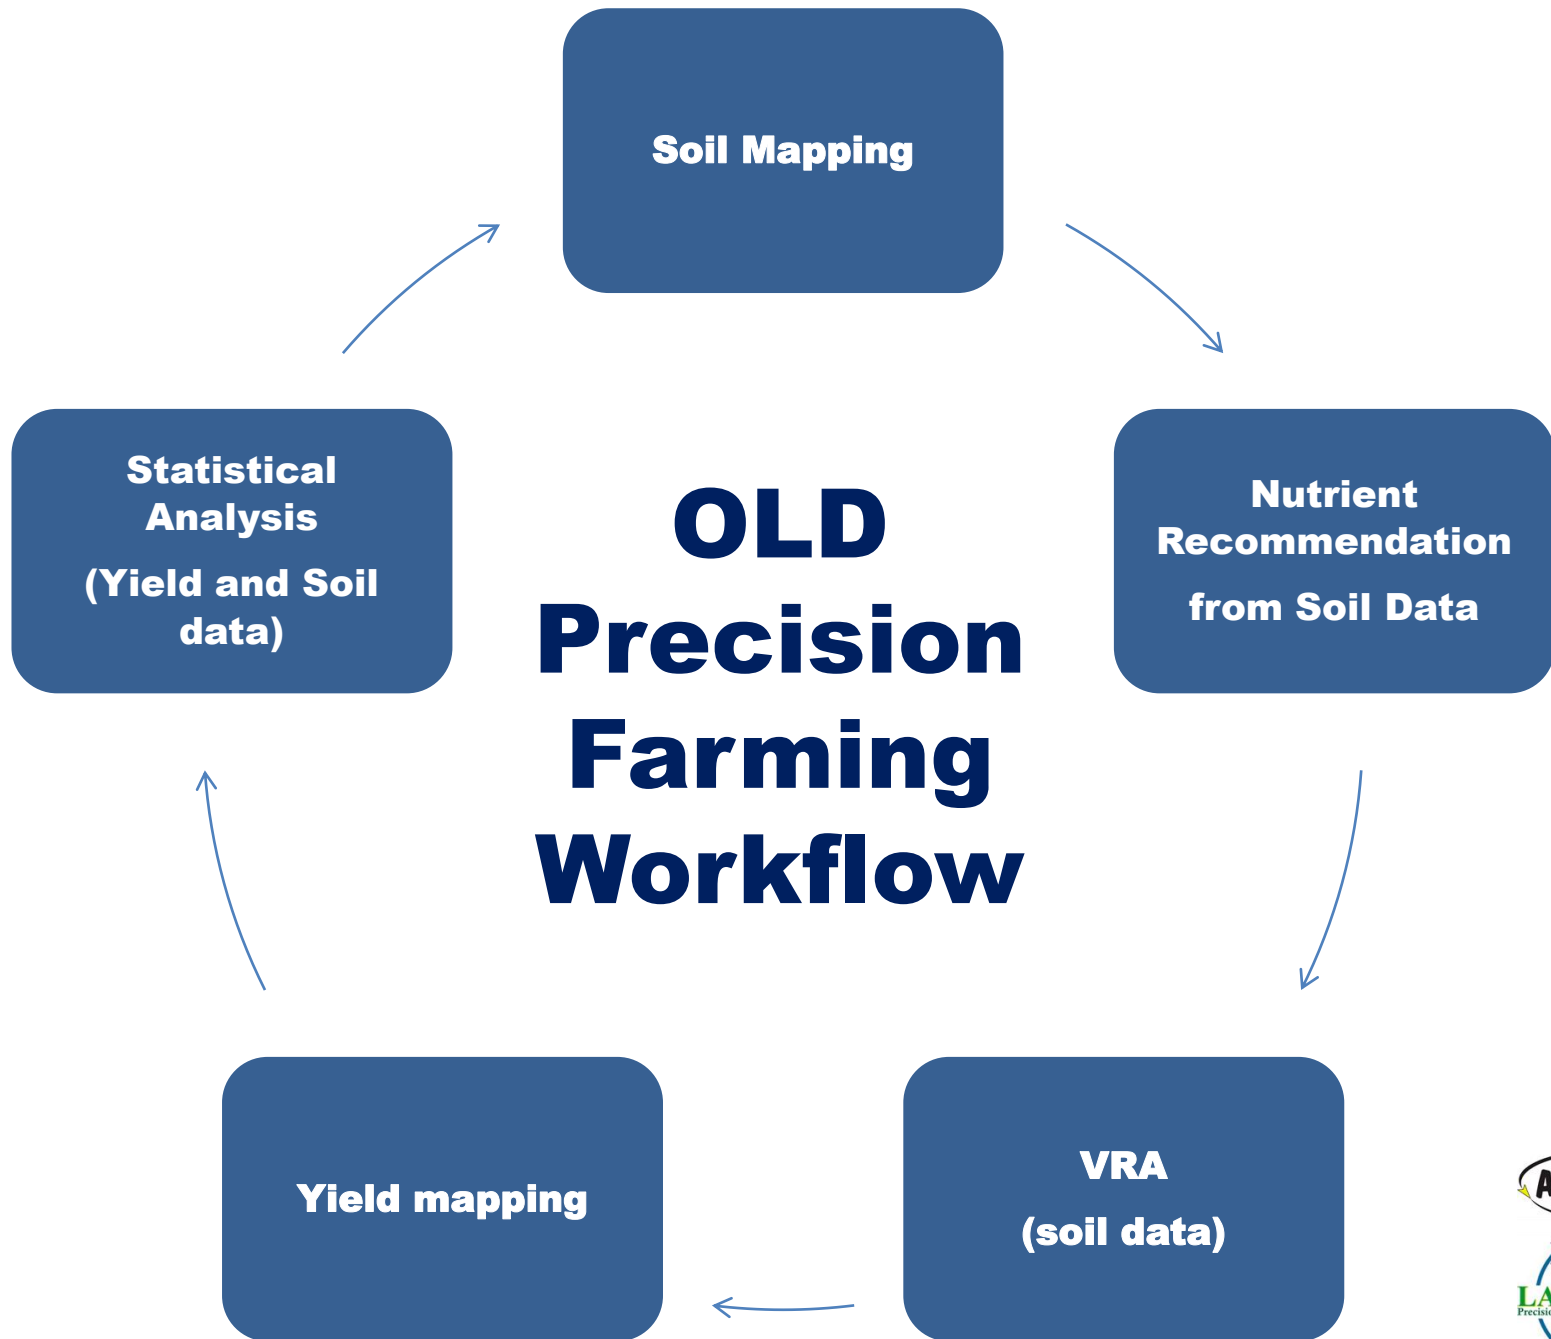 Soil Mapping
Statistical
Analysis
(Yield and Soil
data)
OLD
Precision
Farming
Workflow
Nutrient
Recommendation
from Soil Data
Yield mapping
VRA
(soil data)